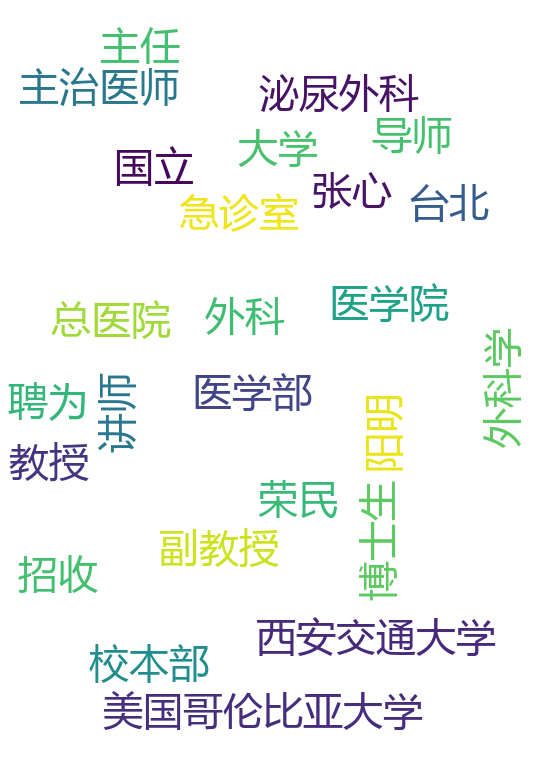 主任
主治医师
泌尿外科
导师
大学
国立
张心
台北
急诊室
医学院
总医院
外科
外科学
聘为
讲师
医学部
阳明
教授
荣民
博士生
副教授
招收
西安交通大学
校本部
美国哥伦比亚大学